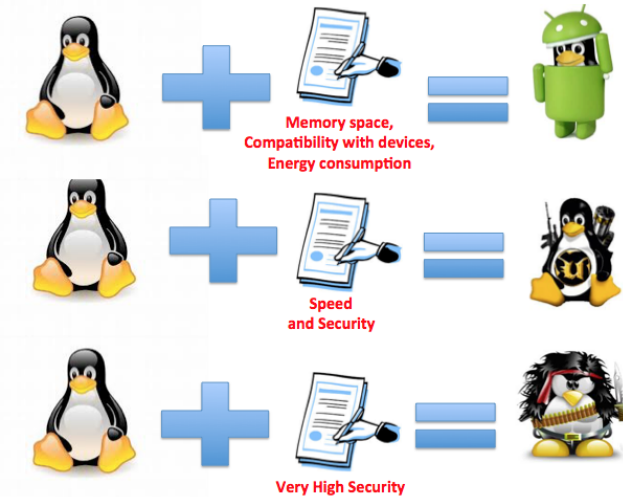 Memory space,
Compatibility with devices,
Energy consumption
Speed
and Security
Very High Security